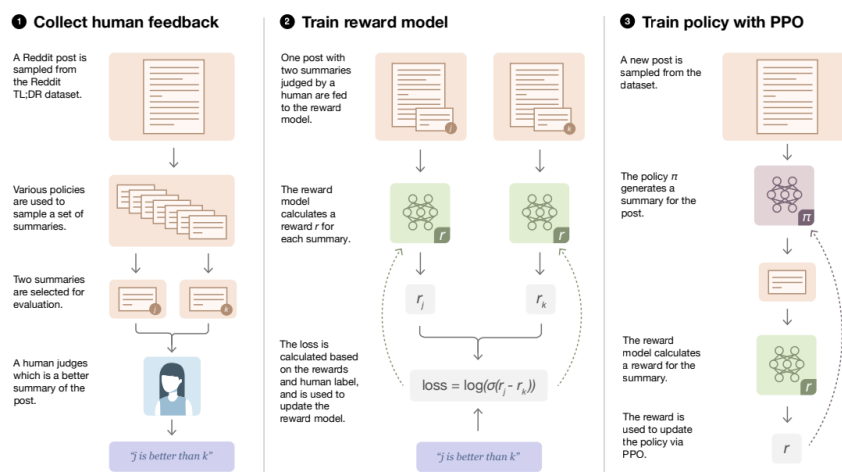 1 Collect human feedback
A Reddit post is
sampled from
the Reddit
TL;DR dataset.
Various policies
are used to
sample a set of
summaries.
Two summaries
are selected for
evaluation.
j
k
A human judges
which is a better
summary of the
post.
“j is better than k”
2 Train reward model
One post with
two summaries
judged by a
human are fed
to the reward
model.
j
k
The reward
model
calculates a
reward r for
each summary.
r
r
rj
rk
The loss is
calculated based
on the rewards
and human label,
and is used to
update the
reward model.
loss = log(σ(rj - rk))
“j is better than k”
3 Train policy with PPO
A new post is
sampled from the
dataset.
The policy π
generates a
summary for the
post.
π
The reward
model calculates
a reward for the
summary.
r
The reward is
used to update
the policy via
PPO.
r